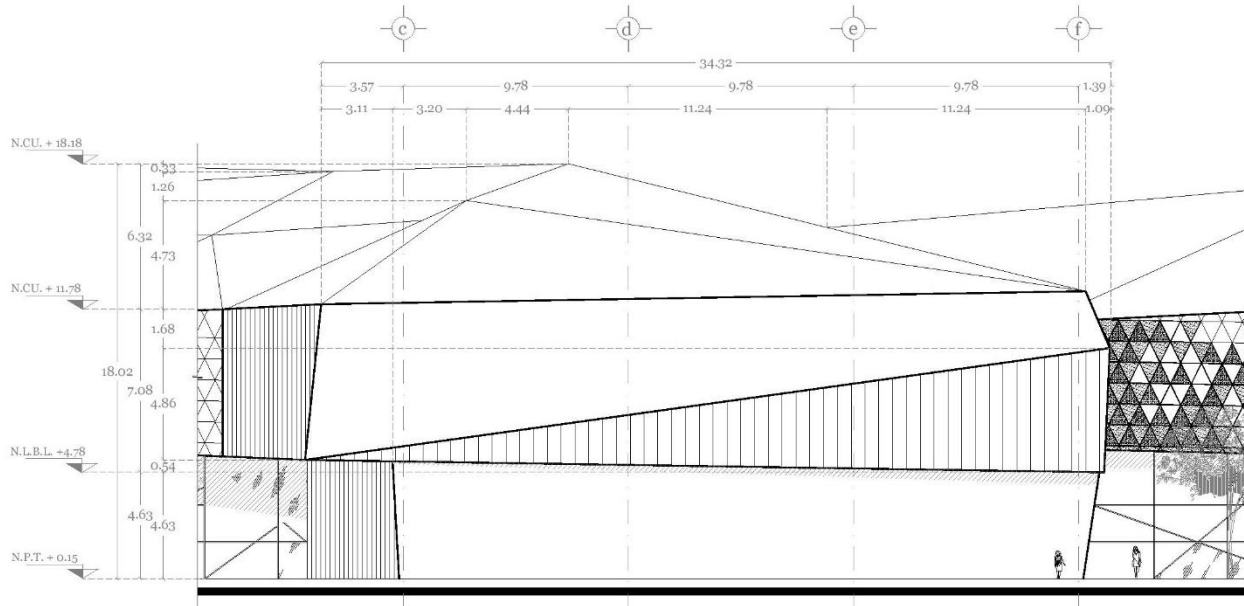 c d e f
34.32
3.57 9.78 9.78 9.78 1.39
3.11 3.20 4.44 11.24 11.24 1.09
N.CU. + 18.18
0.33
1.26
6.32
4.73
N.CU. + 11.78
1.68
18.02
7.08
4.86
N.L.B.L. +4.78
0.54
4.63
4.63
N.P.T. + 0.15